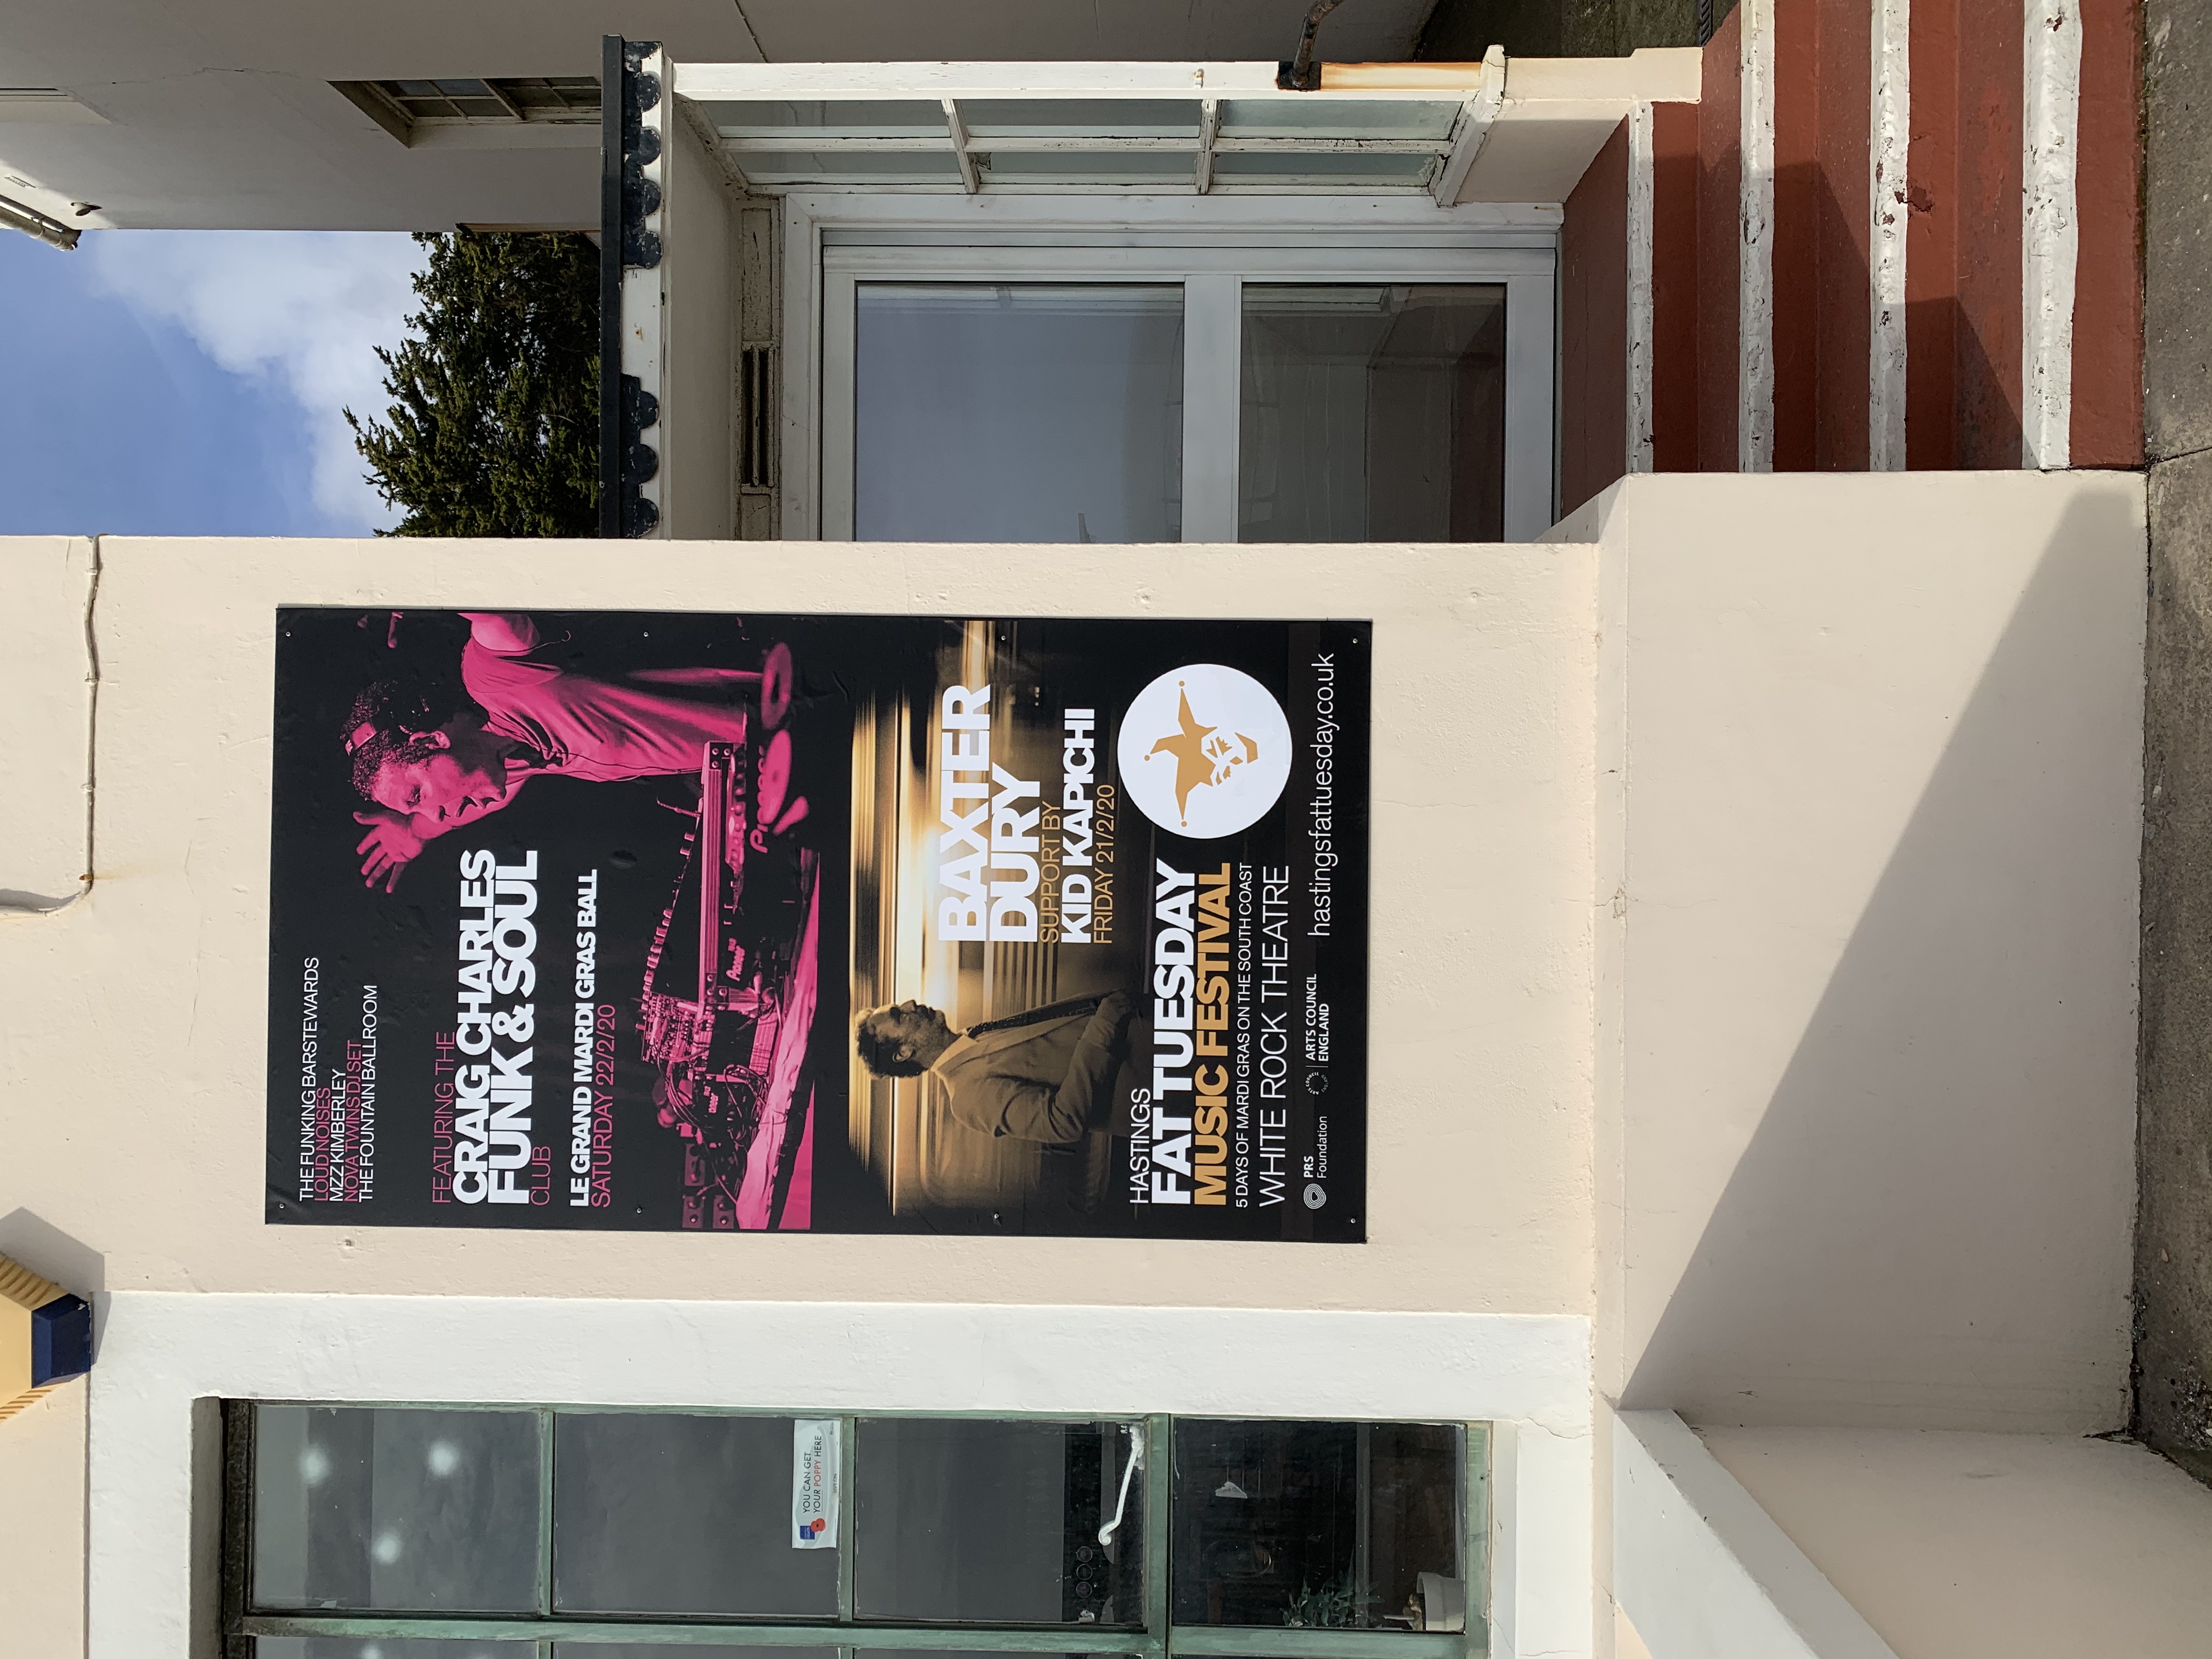 THE FUNKING BARSTEWARDS
LOUD NOISES
MZZ KIMBERLEY
NOVA TWINS DJ SET
THE FOUNTAIN BALLROOM
FEATURING THE
CRAIG CHARLES
FUNK & SOUL
CLUB
LE GRAND MARDI GRAS BALL
SATURDAY 22/2/20
Pioneer
Pioneer
BAXTER
DURY
SUPPORT BY
KID KAPICHI
FRIDAY 21/2/20
HASTINGS
FAT TUESDAY
MUSIC FESTIVAL
5 DAYS OF MARDI GRAS ON THE SOUTH COAST
WHITE ROCK THEATRE
PRS
Foundation
ARTS COUNCIL
ENGLAND
hastingsfattuesday.co.uk
YOU CAN GET
YOUR POPPY HERE